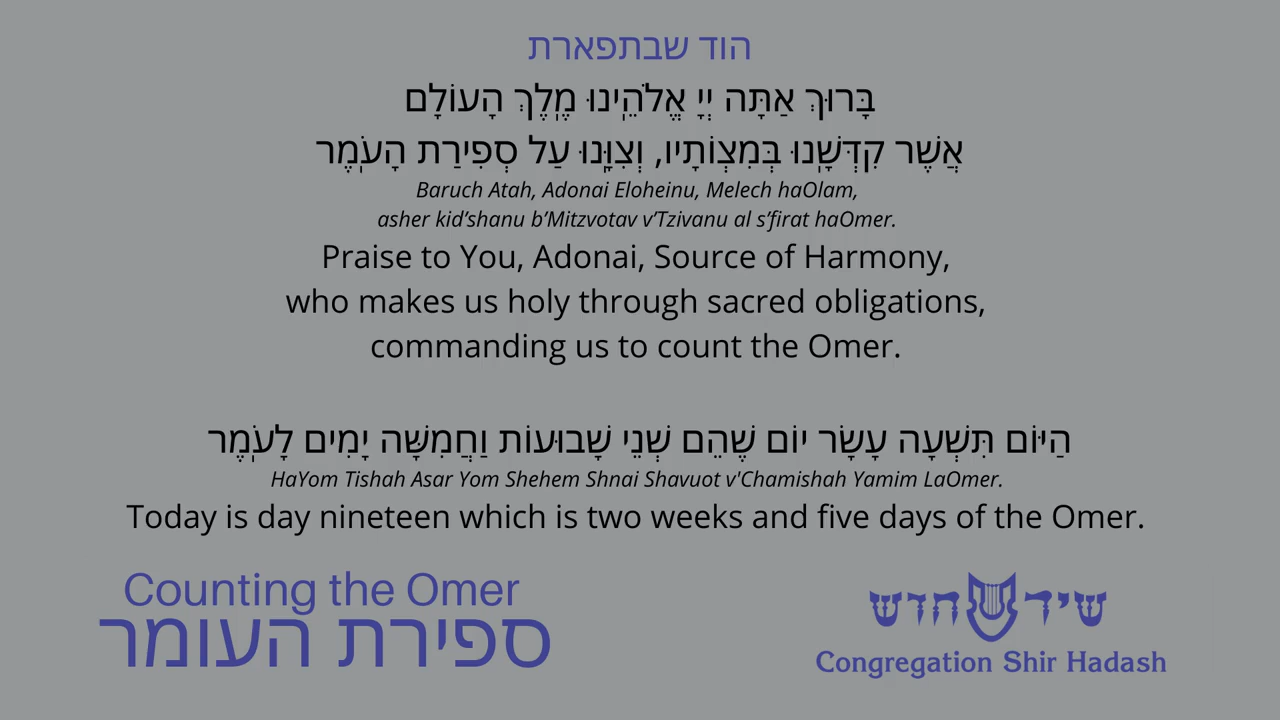 הוד שבתפארת
בָּרוּךְ אַתָּה יְיָ אֱלֹהֵֽינוּ מֶֽלֶךְ הָעוֹלָם
אֲשֶׁר קִדְּשָֽׁנוּ בְּמִצְוֹתָיו, וְצִוָּֽנוּ עַל סְפִירַת הָעֹֽמֶר
Baruch Atah, Adonai Eloheinu, Melech haOlam,
asher kid’shanu b’Mitzvotav v’Tzivanu al s’firat haOmer.
Praise to You, Adonai, Source of Harmony,
who makes us holy through sacred obligations,
commanding us to count the Omer.
הַיּוֹם תִּשְׁעָה עָשָׂר יוֹם שֶׁהֵם שְׁנֵי שָׁבוּעוֹת וַחֲמִשָּׁה יָמִים לָעֹֽמֶר
HaYom Tishah Asar Yom Shehem Shnai Shavuot v'Chamishah Yamim LaOmer.
Today is day nineteen which is two weeks and five days of the Omer.
Counting the Omer
ספירת העומר
שיר חדש
Congregation Shir Hadash